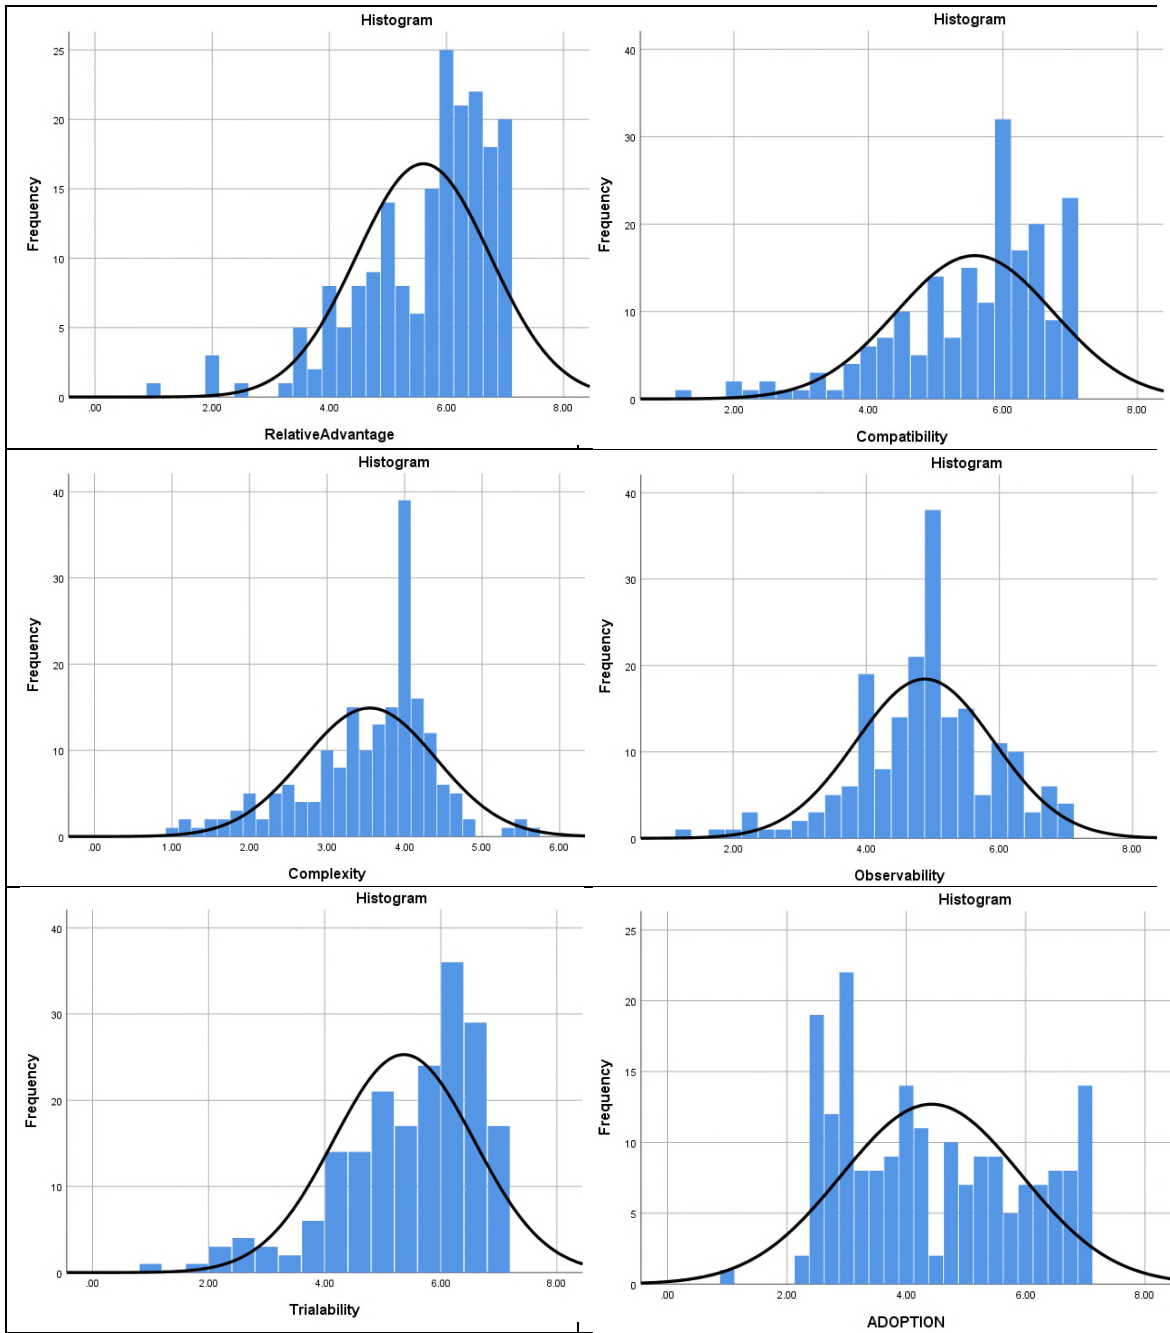 Histogram
25
20
15
10
5
0
Frequency
.00 2.00 4.00 6.00 8.00
RelativeAdvantage
Histogram
40
30
20
10
0
Frequency
2.00 4.00 6.00 8.00
Compatibility
Histogram
40
30
20
10
0
Frequency
.00 1.00 2.00 3.00 4.00 5.00 6.00
Complexity
Histogram
40
30
20
10
0
Frequency
2.00 4.00 6.00 8.00
Observability
Histogram
40
30
20
10
0
Frequency
.00 2.00 4.00 6.00 8.00
Trialability
Histogram
25
20
15
10
5
0
Frequency
.00 2.00 4.00 6.00 8.00
ADOPTION